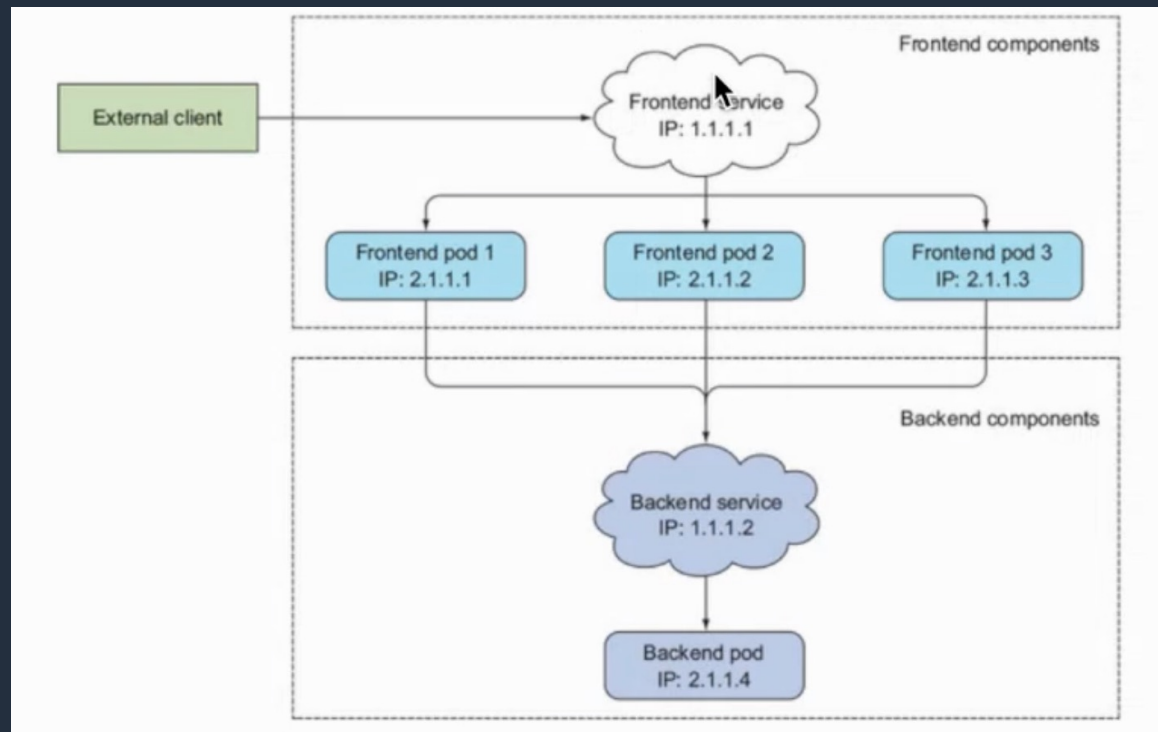 Frontend components
External client
Frontend service
IP: 1.1.1.1
Frontend pod 1
IP: 2.1.1.1
Frontend pod 2
IP: 2.1.1.2
Frontend pod 3
IP: 2.1.1.3
Backend components
Backend service
IP: 1.1.1.2
Backend pod
IP: 2.1.1.4